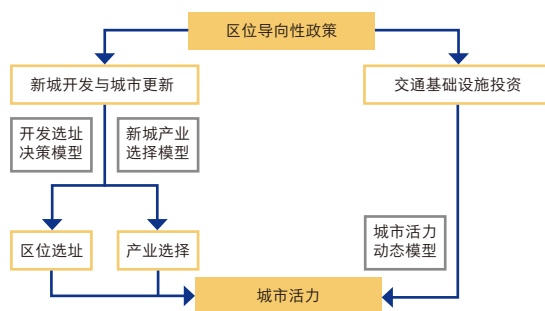 区位导向性政策
新城开发与城市更新
交通基础设施投资
开发选址
决策模型
新城产业
选择模型
区位选址
产业选择
城市活力
动态模型
城市活力